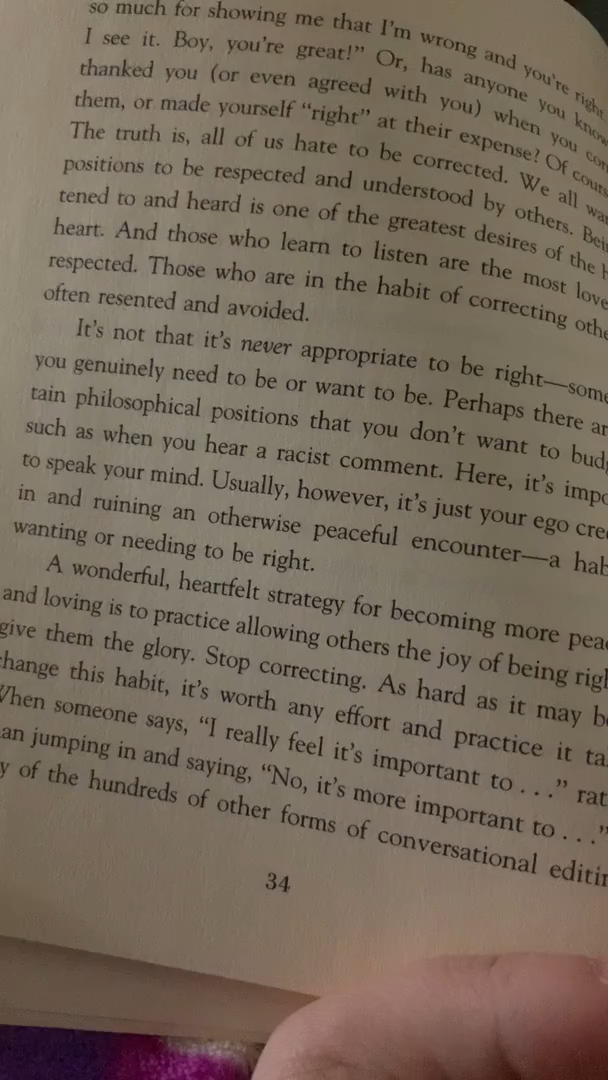 so much for showing me that I'm wrong and you're right.
I see it. Boy, you're great!” Or, has anyone you know
thanked you (or even agreed with you) when you
them, or made yourself “right” at their expense? Of
The truth is, all of us hate to be corrected. We all
positions to be respected and understood by others.
tened to and heard is one of the greatest desires of the
heart. And those who learn to listen are the most
respected. Those who are in the habit of correcting
often resented and avoided.
It's not that it's never appropriate to be right—
you genuinely need to be or want to be. Perhaps there
tain philosophical positions that you don't want to
such as when you hear a racist comment. Here, it's
to speak your mind. Usually, however, it's just your ego
in and ruining an otherwise peaceful encounter—a
wanting or needing to be right.
A wonderful, heartfelt strategy for becoming more
and loving is to practice allowing others the joy of being
give them the glory. Stop correcting. As hard as it may
change this habit, it's worth any effort and practice it
When someone says, “I really feel it's important to . . .”
jumping in and saying, “No, it's more important to . . .”
of the hundreds of other forms of conversational
34